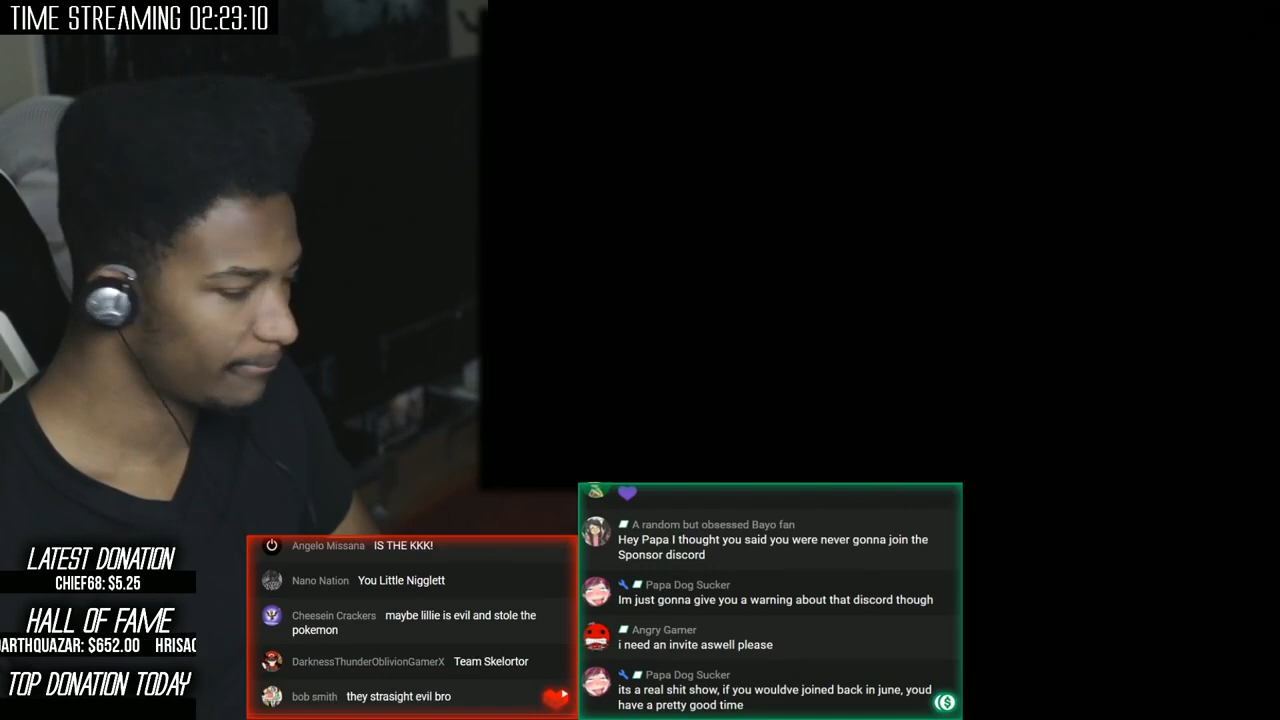 TIME STREAMING 02:23:10
LATEST DONATION
CHIEF68: $5.25
HALL OF FAME
DARTHQUAZAR: $652.00 HRISAO
TOP DONATION TODAY
Angelo Missana IS THE KKK!
Nano Nation You Little Nigglett
Cheesein Crackers maybe lillie is evil and stole the
pokemon
DarknessThunderOblivionGamerX Team Skelortor
bob smith they strasight evil bro
A random but obsessed Bayo fan
Hey Papa I thought you said you were never gonna join the
Sponsor discord
Papa Dog Sucker
Im just gonna give you a warning about that discord though
Angry Gamer
i need an invite aswell please
Papa Dog Sucker
its a real shit show, if you wouldve joined back in june, youd
have a pretty good time